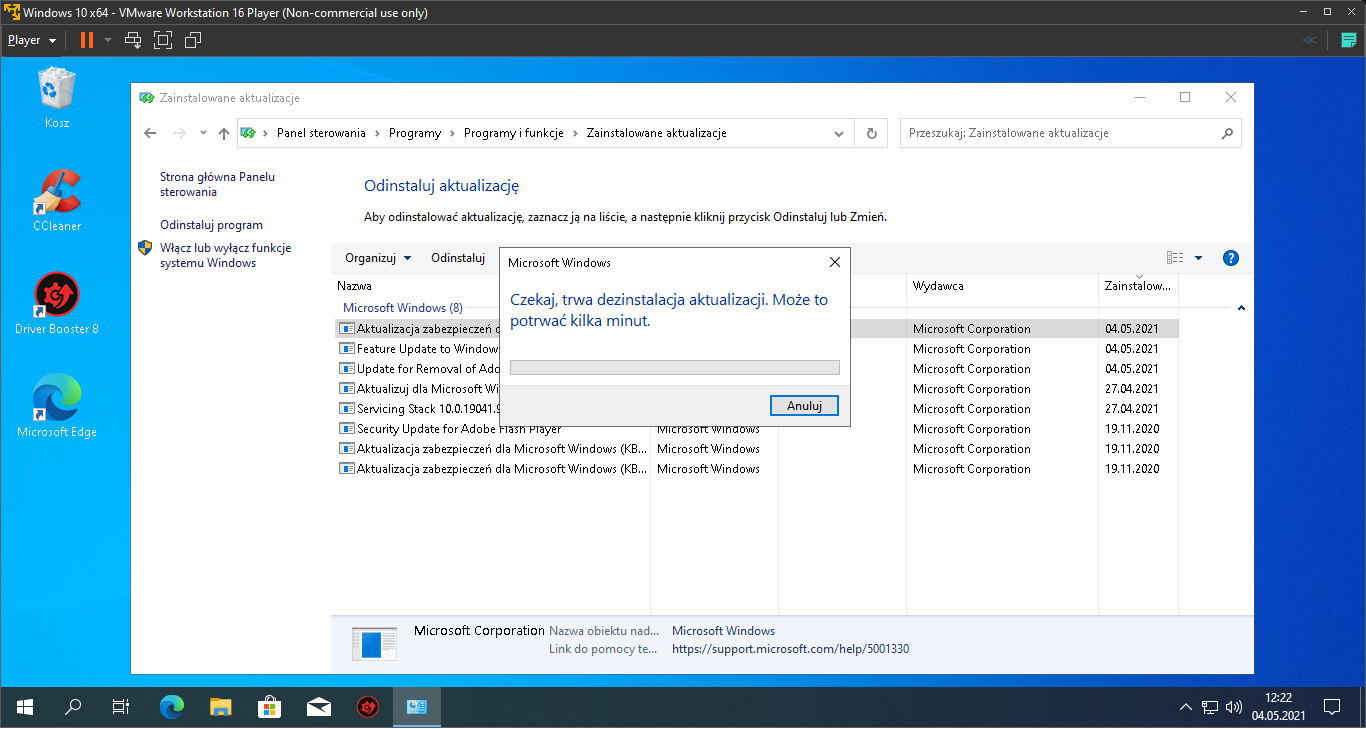 Windows 10 x64 - VMware Workstation 16 Player (Non-commercial use only)
Player
Kosz
CCleaner
Driver Booster 8
Microsoft Edge
Zainstalowane aktualizacje
Panel sterowania > Programy > Programy i funkcje > Zainstalowane aktualizacje
Przeszukaj: Zainstalowane aktualizacje
Strona główna Panelu
sterowania
Odinstaluj program
Włącz lub wyłącz funkcje
systemu Windows
Odinstaluj aktualizację
Aby odinstalować aktualizację, zaznacz ją na liście, a następnie kliknij przycisk Odinstaluj lub Zmień.
Organizuj Odinstaluj
Nazwa Wydawca Zainstalow...
Microsoft Windows (8)
Aktualizacja zabezpieczeń Microsoft Corporation 04.05.2021
Feature Update to Window Microsoft Corporation 04.05.2021
Update for Removal of Ado Microsoft Corporation 04.05.2021
Aktualizuj dla Microsoft Wi Microsoft Corporation 27.04.2021
Servicing Stack 10.0.19041.9 Microsoft Corporation 27.04.2021
Security Update for Adobe Flash Player Microsoft Windows Microsoft Corporation 19.11.2020
Aktualizacja zabezpieczeń dla Microsoft Windows (KB... Microsoft Windows Microsoft Corporation 19.11.2020
Aktualizacja zabezpieczeń dla Microsoft Windows (KB... Microsoft Windows Microsoft Corporation 19.11.2020
Microsoft Windows
Czekaj, trwa dezinstalacja aktualizacji. Może to
potrwać kilka minut.
Anuluj
Microsoft Corporation Nazwa obiektu nad... Microsoft Windows
Link do pomocy te... https://support.microsoft.com/help/5001330
12:22
04.05.2021